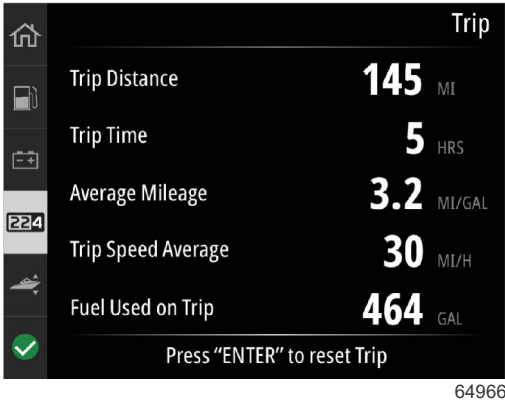 Trip
Trip Distance 145 MI
Trip Time 5 HRS
Average Mileage 3.2 MI/GAL
224
Trip Speed Average 30 MI/H
Fuel Used on Trip 464 GAL
Press “ENTER” to reset Trip
64966